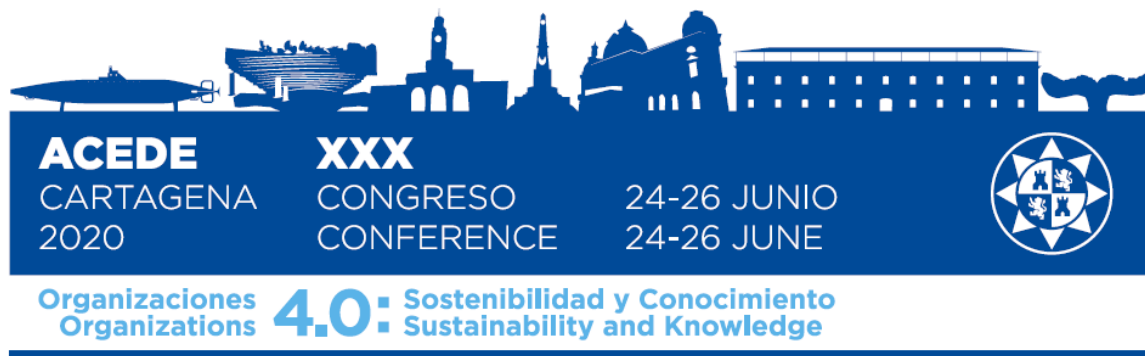 ACEDE
CARTAGENA
2020
XXX
CONGRESO
CONFERENCE
24-26 JUNIO
24-26 JUNE
Organizaciones
Organizations
4.0:
Sostenibilidad y Conocimiento
Sustainability and Knowledge